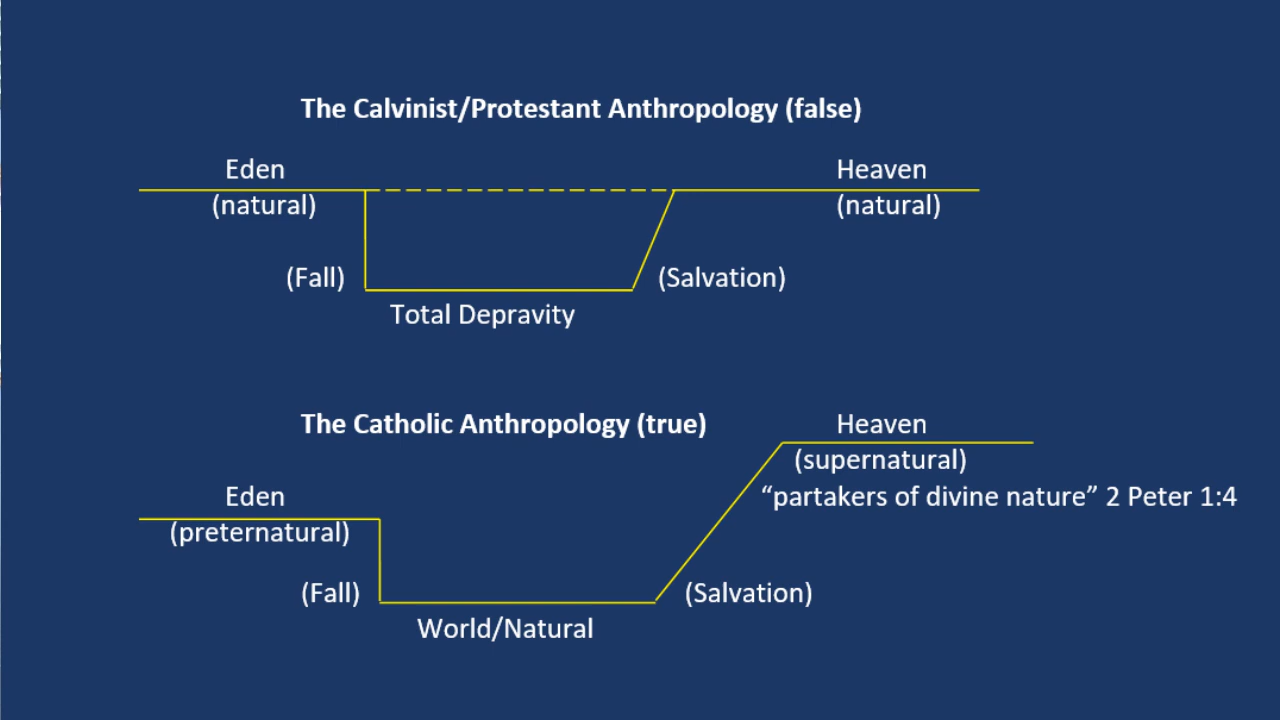 The Calvinist/Protestant Anthropology (false)
Eden
Heaven
(natural)
(natural)
(Fall)
(Salvation)
Total Depravity
The Catholic Anthropology (true)
Heaven
(supernatural)
“partakers of divine nature” 2 Peter 1:4
Eden
(preternatural)
(Fall)
(Salvation)
World/Natural